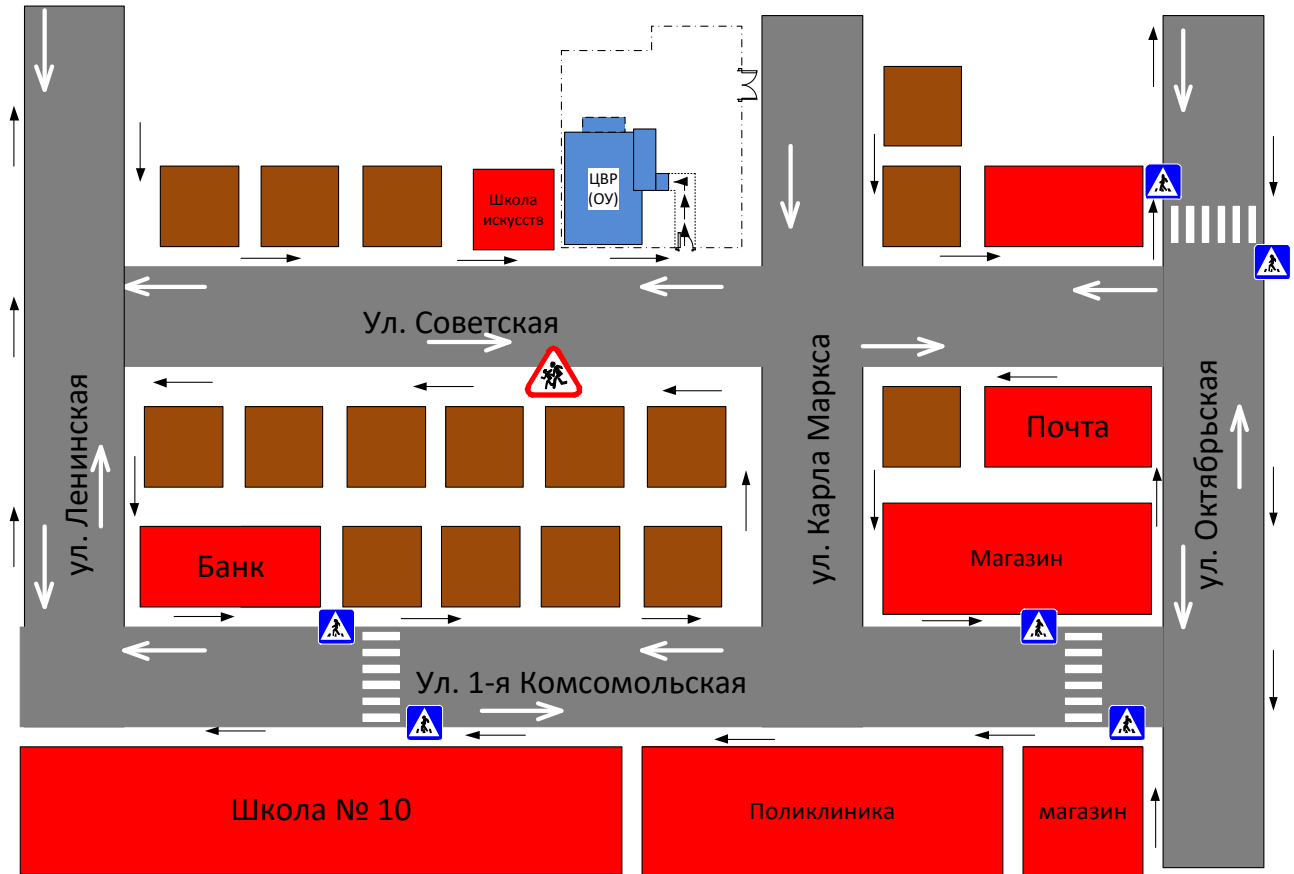 ЦВР
(ОУ)
Школа
искусств
Ул. Советская
ул. Ленинская
ул. Карла Маркса
ул. Октябрьская
Почта
Банк
Магазин
Ул. 1-я Комсомольская
Школа № 10
Поликлиника
магазин